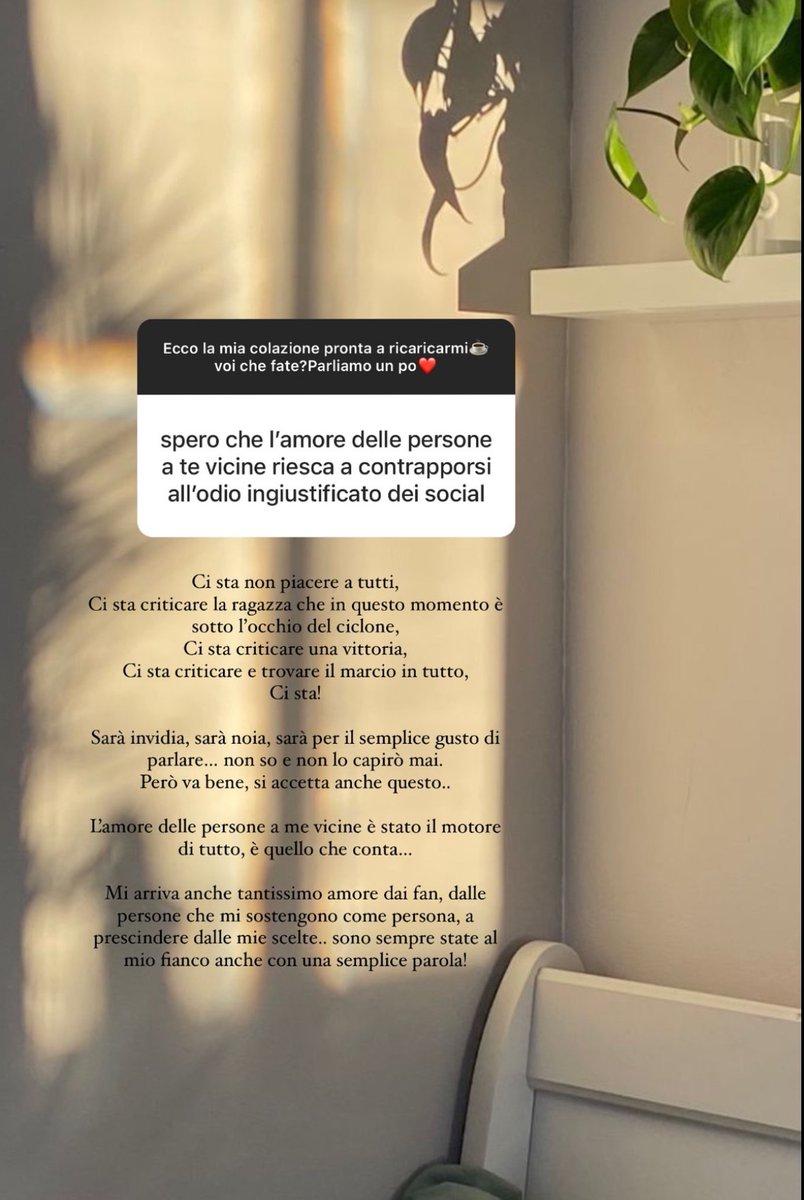 Ecco la mia colazione pronta a ricaricarmi☕
voi che fate?Parliamo un po❤️
spero che l’amore delle persone
a te vicine riesca a contrapporsi
all’odio ingiustificato dei social
Ci sta non piacere a tutti,
Ci sta criticare la ragazza che in questo momento è
sotto l’occhio del ciclone,
Ci sta criticare una vittoria,
Ci sta criticare e trovare il marcio in tutto,
Ci sta!
Sarà invidia, sarà noia, sarà per il semplice gusto di
parlare... non so e non lo capirò mai.
Però va bene, si accetta anche questo..
L’amore delle persone a me vicine è stato il motore
di tutto, è quello che conta...
Mi arriva anche tantissimo amore dai fan, dalle
persone che mi sostengono come persona, a
prescindere dalle mie scelte.. sono sempre state al
mio fianco anche con una semplice parola!